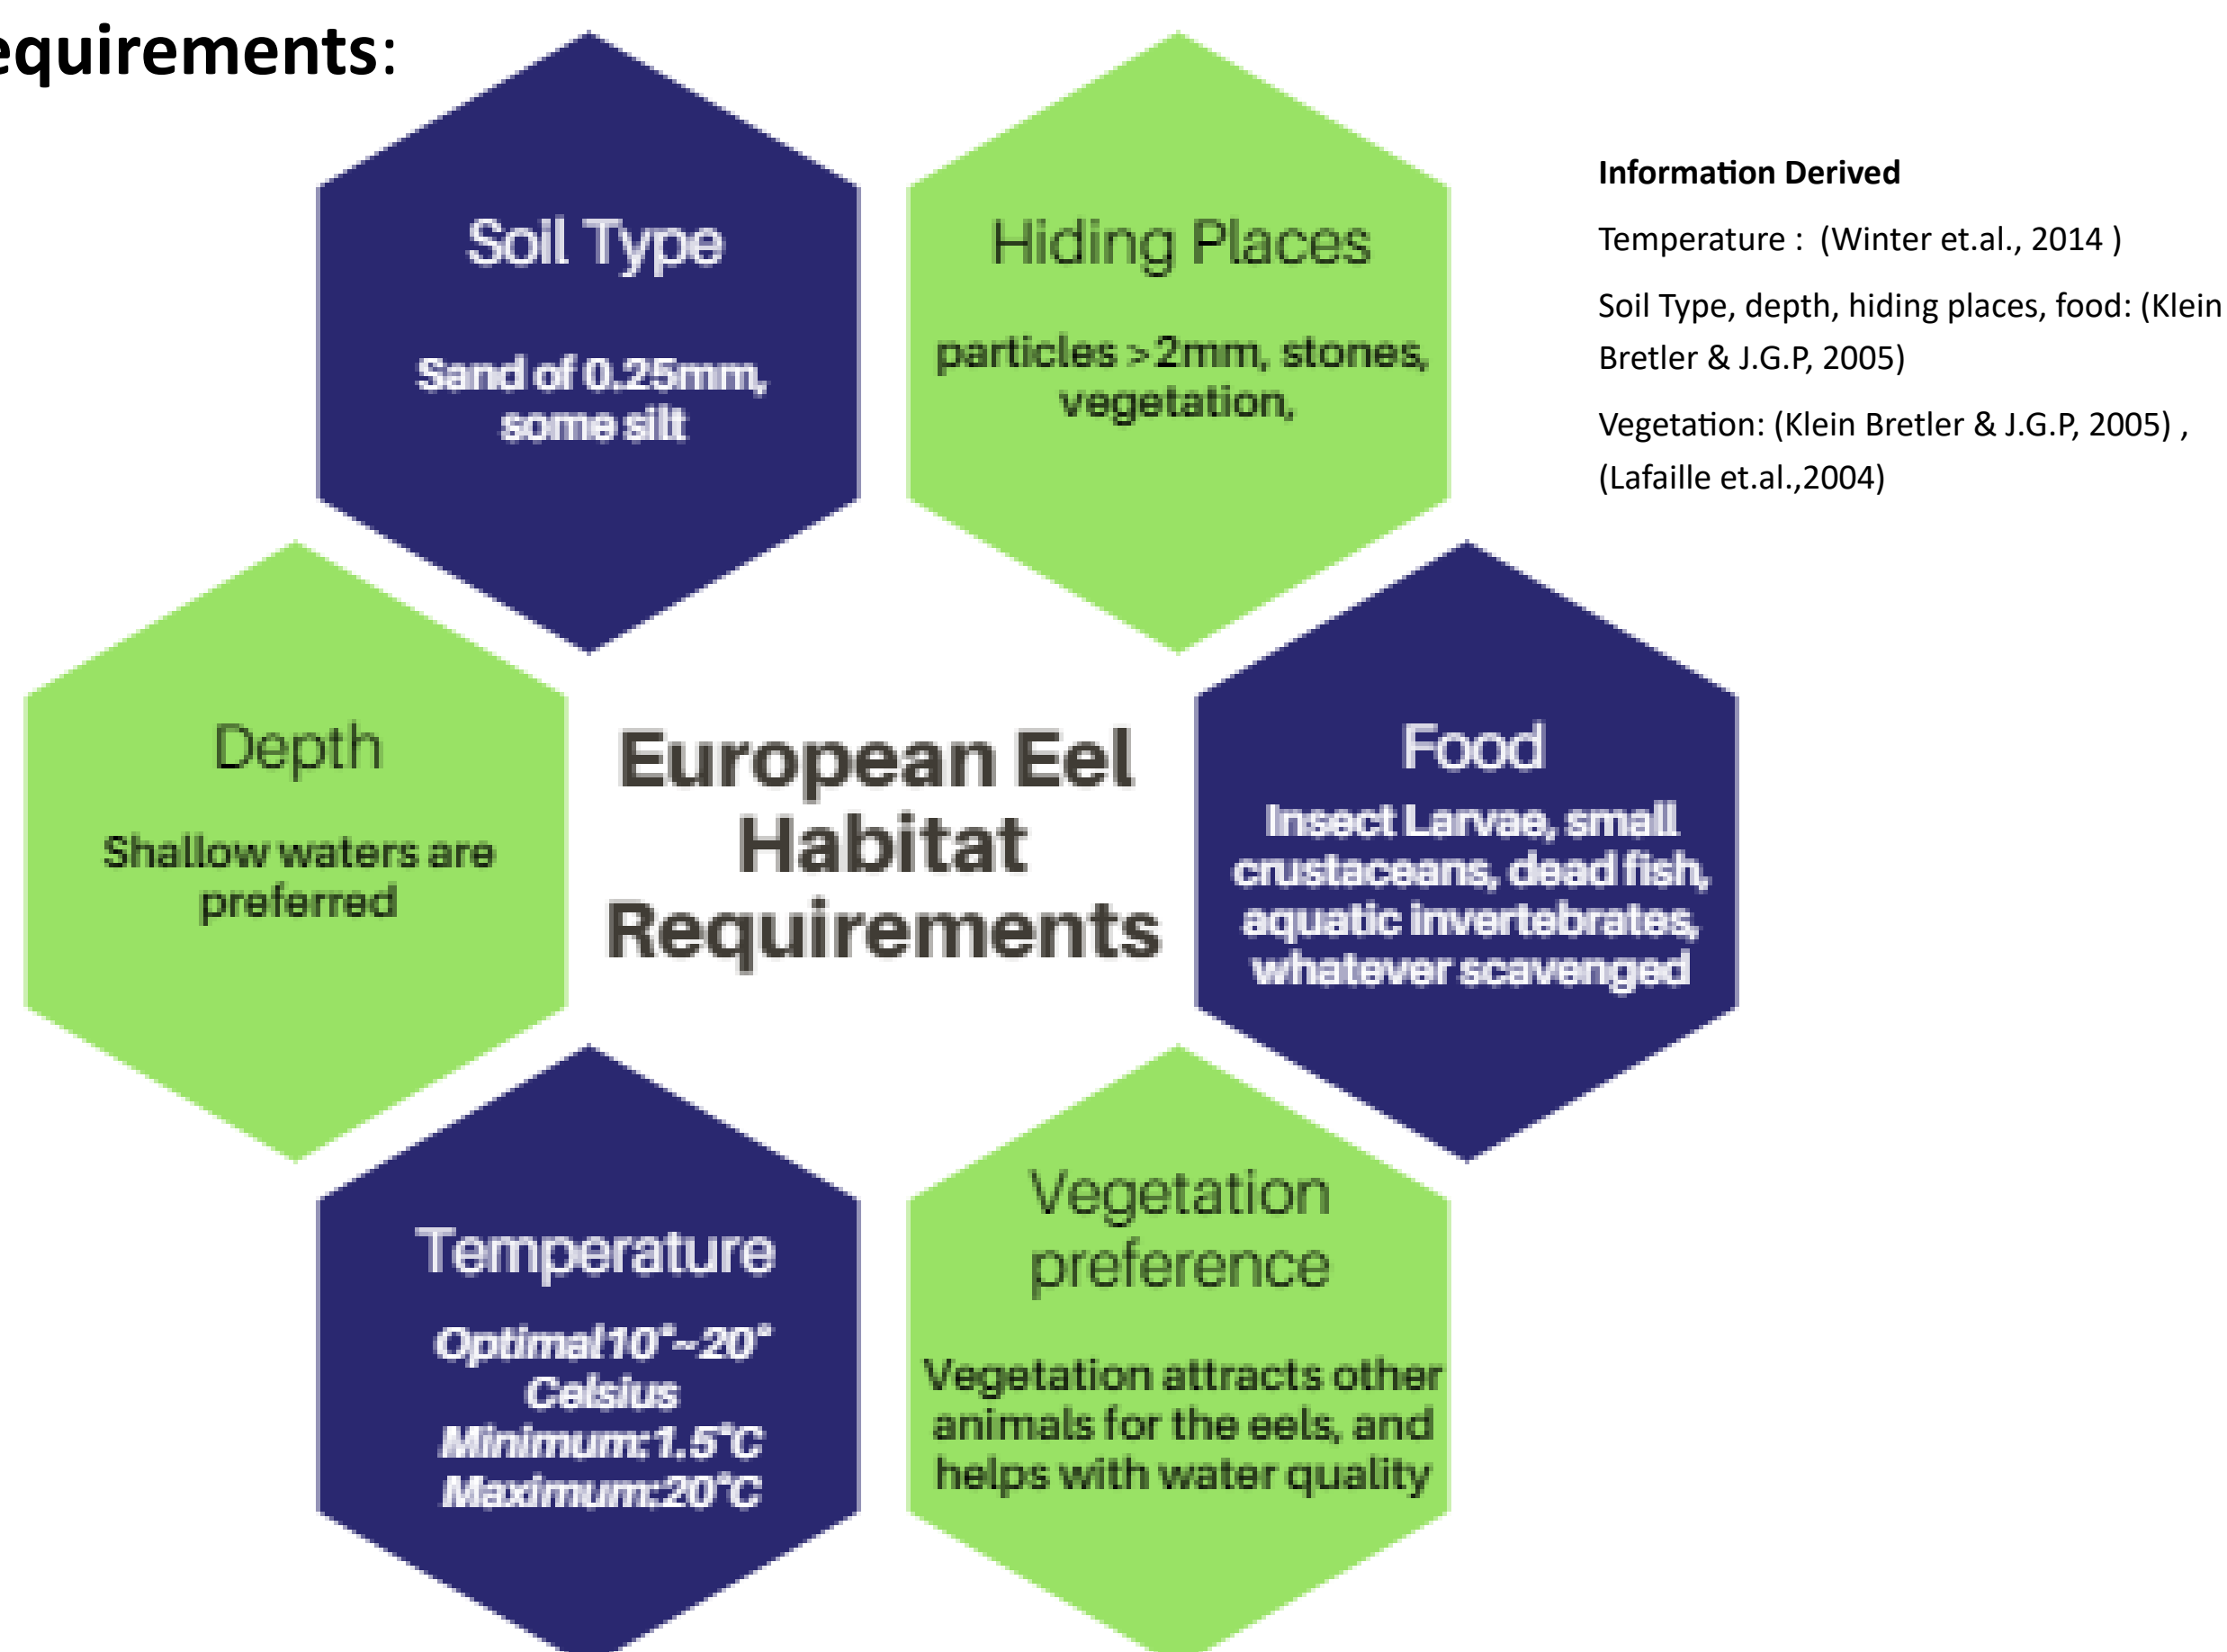 equirements:
Soil Type
Sand of 0.25mm,
some silt
Hiding Places
particles >2mm, stones,
vegetation,
Information Derived
Temperature :  (Winter et.al., 2014 )
Soil Type, depth, hiding places, food: (Klein
Bretler & J.G.P, 2005)
Vegetation: (Klein Bretler & J.G.P, 2005) ,
(Lafaille et.al.,2004)
Depth
Shallow waters are
preferred
European Eel
Habitat
Requirements
Food
Insect Larvae, small
crustaceans, dead fish,
aquatic invertebrates,
whatever scavenged
Temperature
Optimal10°~20°
Celsius
Minimum:1.5°C
Maximum:20°C
Vegetation
preference
Vegetation attracts other
animals for the eels, and
helps with water quality